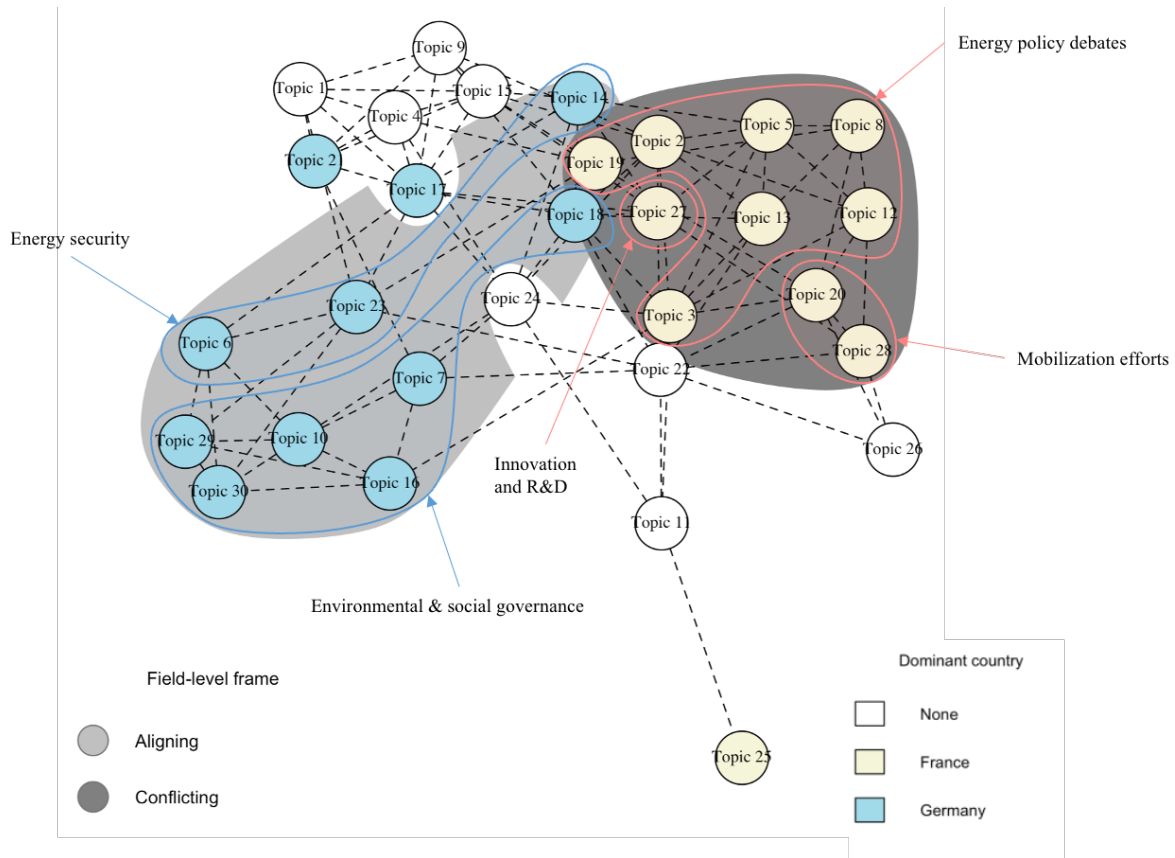 Energy policy debates
Topic 9
Topic 1
Topic 15
Topic 14
Topic 4
Topic 5
Topic 8
Topic 2
Topic 2
Topic 19
Topic 17
Topic 18
Topic 27
Topic 13
Topic 12
Energy security
Topic 23
Topic 24
Topic 20
Topic 3
Topic 6
Topic 28
Mobilization efforts
Topic 7
Topic 22
Topic 29
Topic 10
Topic 26
Innovation
and R&D
Topic 30
Topic 16
Topic 11
Environmental & social governance
Field-level frame
Aligning
Conflicting
Topic 25
Dominant country
None
France
Germany